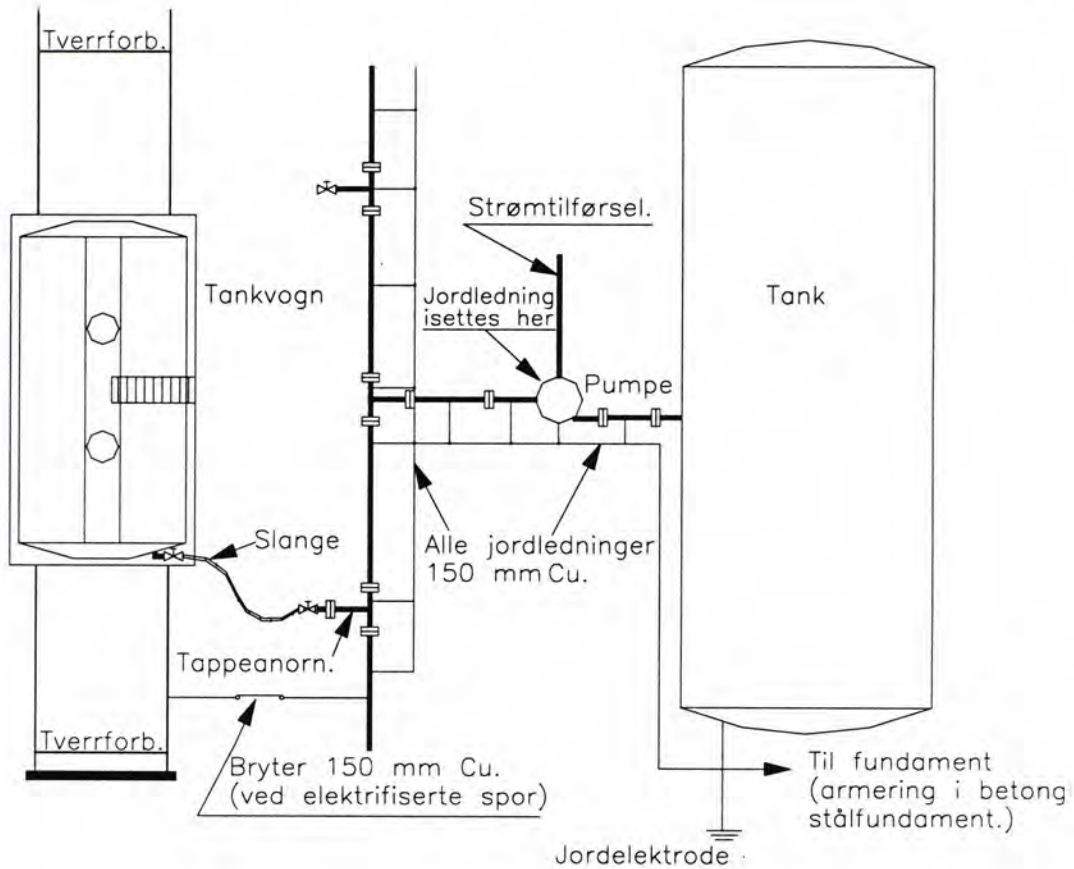 Tverrforb.
Strømtilførsel.
Tankvogn
Jordledning
isettes her
Tank
Pumpe
Slange
Alle jordledninger
150 mm Cu.
Tappeanorn.
Tverrforb.
Bryter 150 mm Cu.
(ved elektrifiserte spor)
Til fundament
(armering i betong
stålfundament.)
Jordelektrode